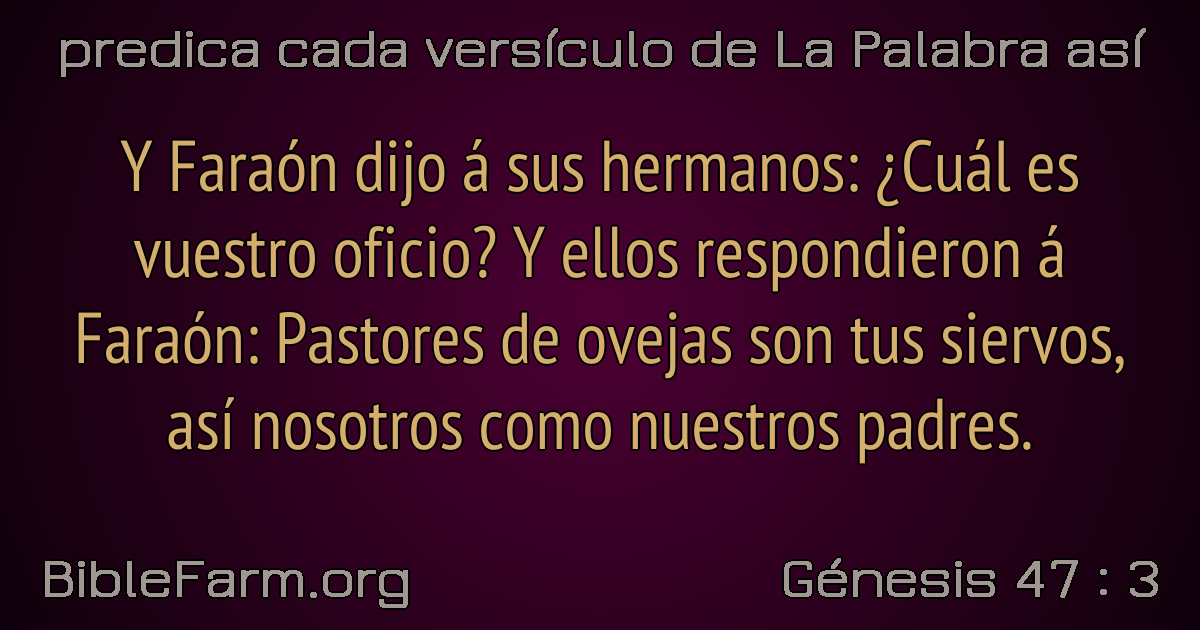 predica cada versículo de La Palabra así
Y Faraón dijo á sus hermanos: ¿Cuál es
vuestro oficio? Y ellos respondieron á
Faraón: Pastores de ovejas son tus siervos,
así nosotros como nuestros padres.
BibleFarm.org
Génesis 47 : 3